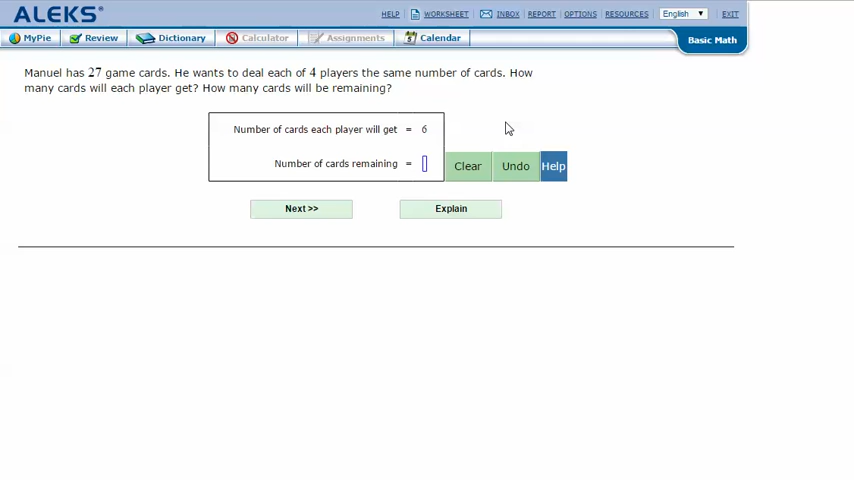 ALEKS®
HELP WORKSHEET INBOX REPORT OPTIONS RESOURCES English ▼ EXIT
MyPie Review Dictionary Calculator Assignments 5 Calendar Basic Math
Manuel has 27 game cards. He wants to deal each of 4 players the same number of cards. How
many cards will each player get? How many cards will be remaining?
Number of cards each player will get = 6
Number of cards remaining =
Clear Undo Help
Next >> Explain